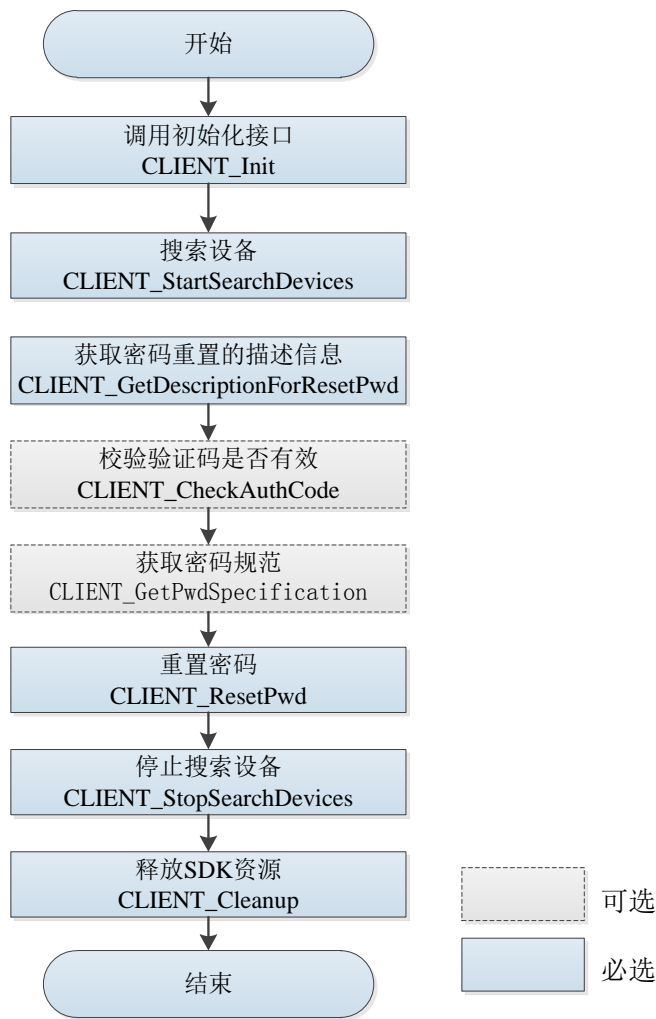 开始
调用初始化接口
CLIENT_Init
搜索设备
CLIENT_StartSearchDevices
获取密码重置的描述信息
CLIENT_GetDescriptionForResetPwd
校验验证码是否有效
CLIENT_CheckAuthCode
获取密码规范
CLIENT_GetPwdSpecification
重置密码
CLIENT_ResetPwd
停止搜索设备
CLIENT_StopSearchDevices
释放SDK资源
CLIENT_Cleanup
结束
可选
必选